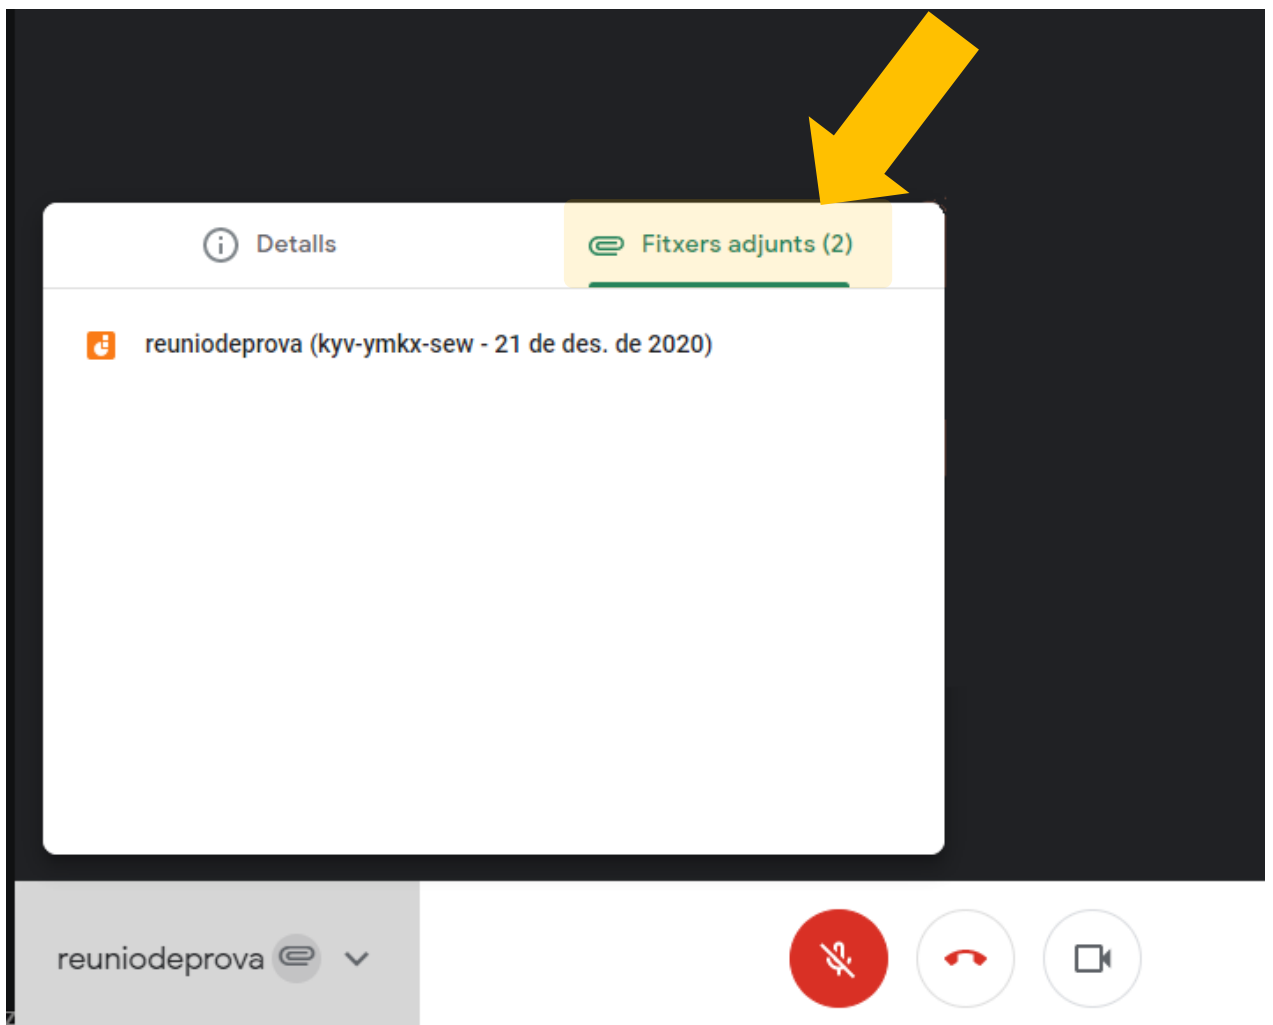 Detalls
Fitxers adjunts (2)
reuniodeprova (kyv-ymkx-sew - 21 de des. de 2020)
reuniodeprova